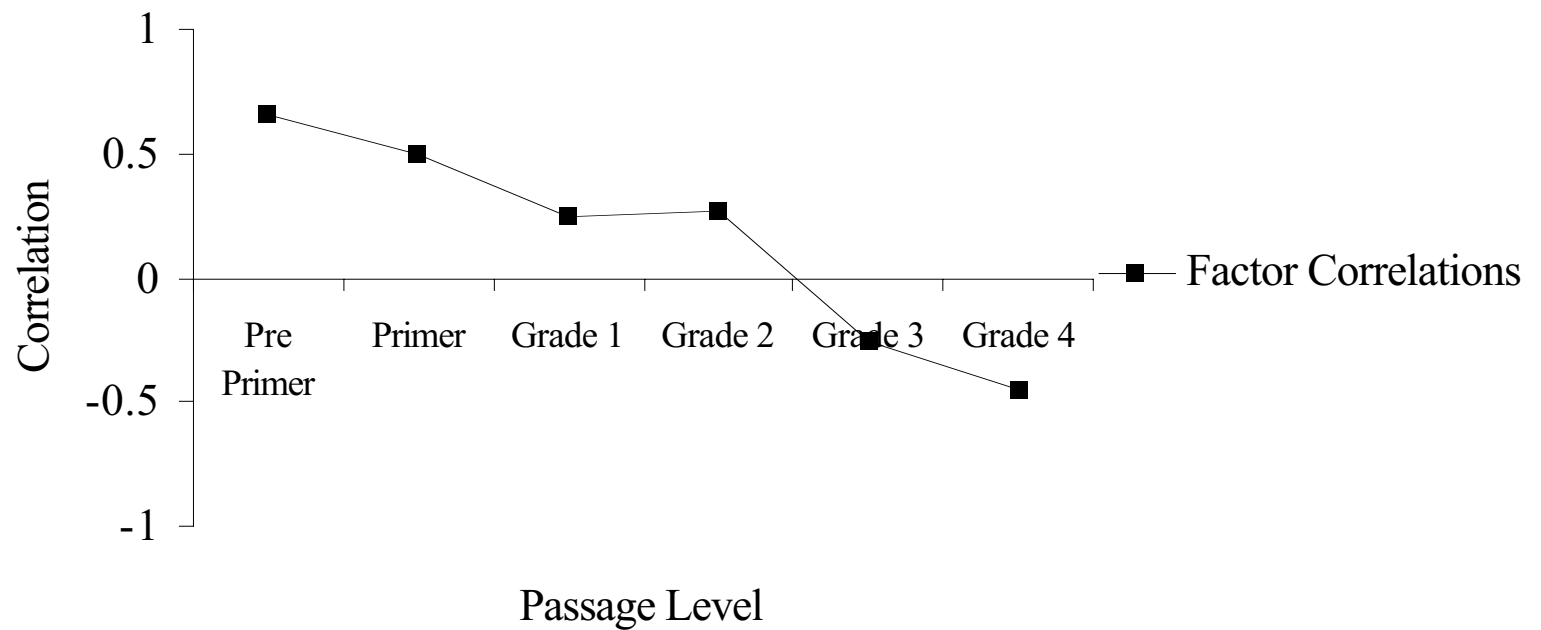 1
0.5
0
-0.5
-1
Correlation
Pre
Primer
Primer
Grade 1
Grade 2
Grade 3
Grade 4
Factor Correlations
Passage Level